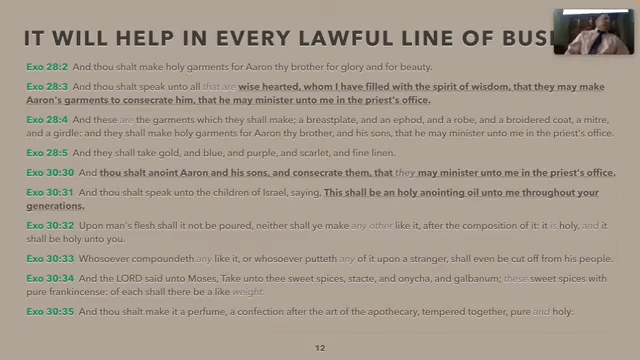 IT WILL HELP IN EVERY LAWFUL LINE OF BUS
Exo 28:2 And thou shalt make holy garments for Aaron thy brother for glory and for beauty.
Exo 28:3 And thou shalt speak unto all that are wise hearted, whom I have filled with the spirit of wisdom, that they may make
Aaron's garments to consecrate him, that he may minister unto me in the priest's office.
Exo 28:4 And these are the garments which they shall make; a breastplate, and an ephod, and a robe, and a broidered coat, a mitre,
and a girdle: and they shall make holy garments for Aaron thy brother, and his sons, that he may minister unto me in the priest's office.
Exo 28:5 And they shall take gold, and blue, and purple, and scarlet, and fine linen.
Exo 30:30 And thou shalt anoint Aaron and his sons, and consecrate them, that they may minister unto me in the priest's office.
Exo 30:31 And thou shalt speak unto the children of Israel, saying, This shall be an holy anointing oil unto me throughout your
generations.
Exo 30:32 Upon man's flesh shall it not be poured, neither shall ye make any other like it, after the composition of it: it is holy, and it
shall be holy unto you.
Exo 30:33 Whosoever compoundeth any like it, or whosoever putteth any of it upon a stranger, shall even be cut off from his people.
Exo 30:34 And the LORD said unto Moses, Take unto thee sweet spices, stacte, and onycha, and galbanum; these sweet spices with
pure frankincense: of each shall there be a like weight:
Exo 30:35 And thou shalt make it a perfume, a confection after the art of the apothecary, tempered together, pure and holy:
12